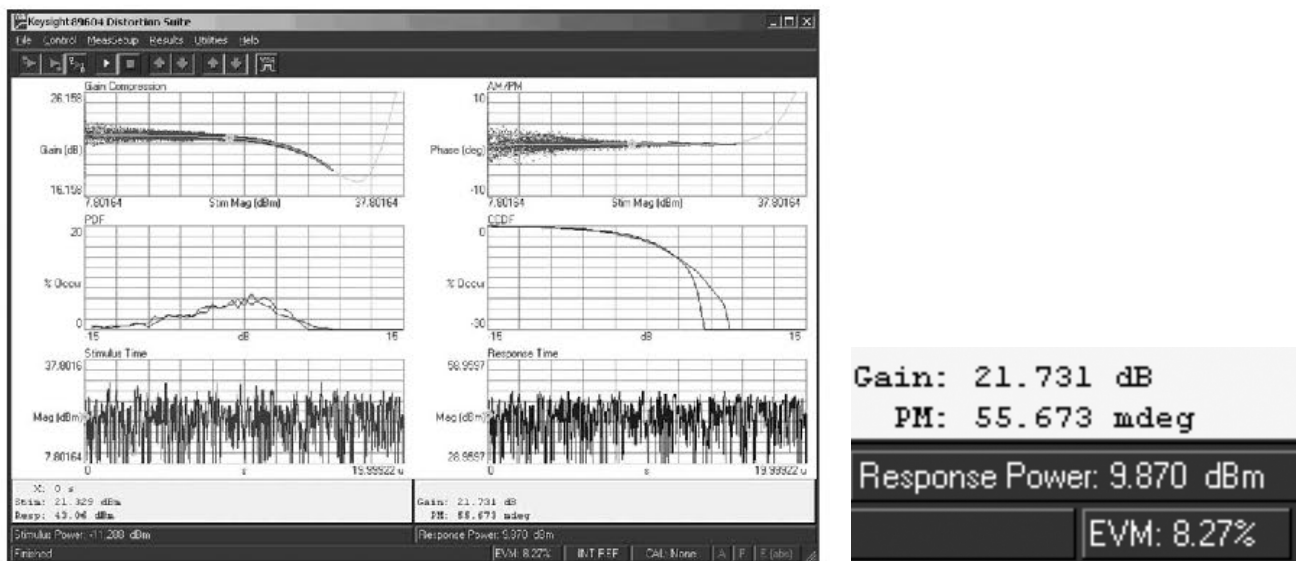 Keysight 89604 Distortion Suite
File Control MeasSetup Results Utilities Help
Gain Compression
26.158
Gain (dB)
16.158
7.80164 Stim Mag (dBm) 37.80164
AM/PM
10
Phase (deg)
-10
7.80164 Stim Mag (dBm) 37.80164
PDF
20
% Occur
0
-15 dB 15
CCDF
0
% Occur
-30
-15 dB 15
Stimulus Time
37.8016
Mag (dBm)
7.80164
0 s 19.99922 u
Response Time
58.9597
Mag (dBm)
28.9597
0 s 19.99922 u
X: 0 s
Stim: 21.329 dBm
Resp: 43.06 dBm
Gain: 21.731 dB
PM: 55.673 mdeg
Stimulus Power: -11.288 dBm
Response Power: 9.870 dBm
Finished
EVM: 8.27% INT REF CAL: None A F E (abs)
Gain: 21.731 dB
PM: 55.673 mdeg
Response Power: 9.870 dBm
EVM: 8.27%